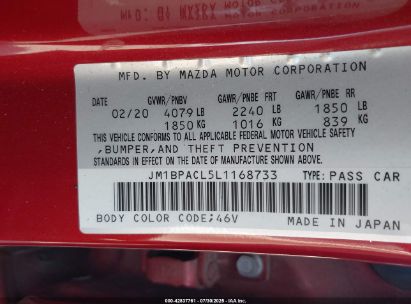 MFD. BY MAZDA MOTOR CORPORATION
DATE GVWR/PNBV GAWR/PNBE FRT GAWR/PNBE RR
02/20 4079 LB 2240 LB 1850 LB
1850 KG 1016 KG 839 KG
THIS VEHICLE CONFORMS TO ALL APPLICABLE FEDERAL MOTOR VEHICLE SAFETY
,BUMPER,AND THEFT PREVENTION
STANDARDS IN EFFECT ON THE DATE OF MANUFACTURE SHOWN ABOVE.
JM1BPACL5L1168733 TYPE: PASS CAR
BODY COLOR CODE;46V MADE IN JAPAN